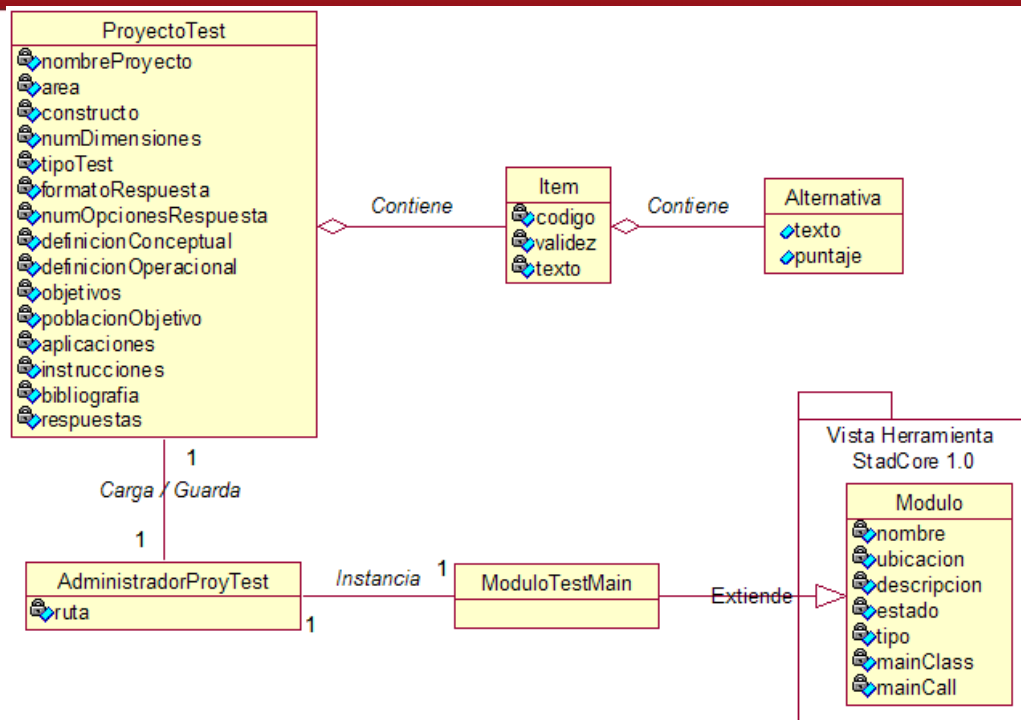 ProyectoTest
nombreProyecto
area
constructo
numDimensiones
tipoTest
formatoRespuesta
numOpcionesRespuesta
definicionConceptual
definicionOperacional
objetivos
poblacionObjetivo
aplicaciones
instrucciones
bibliografia
respuestas
Contiene
Item
codigo
validez
texto
Contiene
Alternativa
texto
puntaje
1
Carga / Guarda
1
AdministradorProyTest
ruta
1
Instancia
1
ModuloTestMain
Extiende
Vista Herramienta
StadCore 1.0
Modulo
nombre
ubicacion
descripcion
estado
tipo
mainClass
mainCall